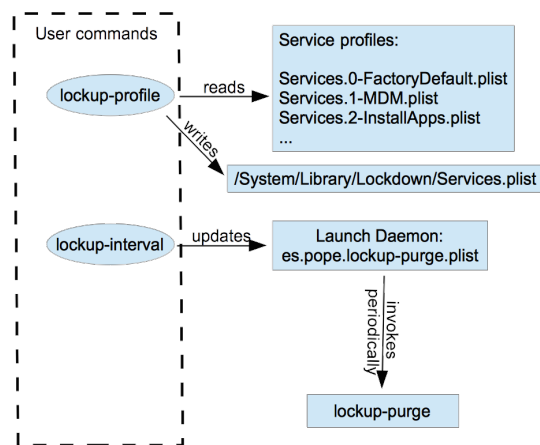 User commands
Service profiles:
Services.0-FactoryDefault.plist
Services.1-MDM.plist
Services.2-InstallApps.plist
...
lockup-profile
reads
writes
/System/Library/Lockdown/Services.plist
lockup-interval
updates
Launch Daemon:
es.pope.lockup-purge.plist
invokes
periodically
lockup-purge